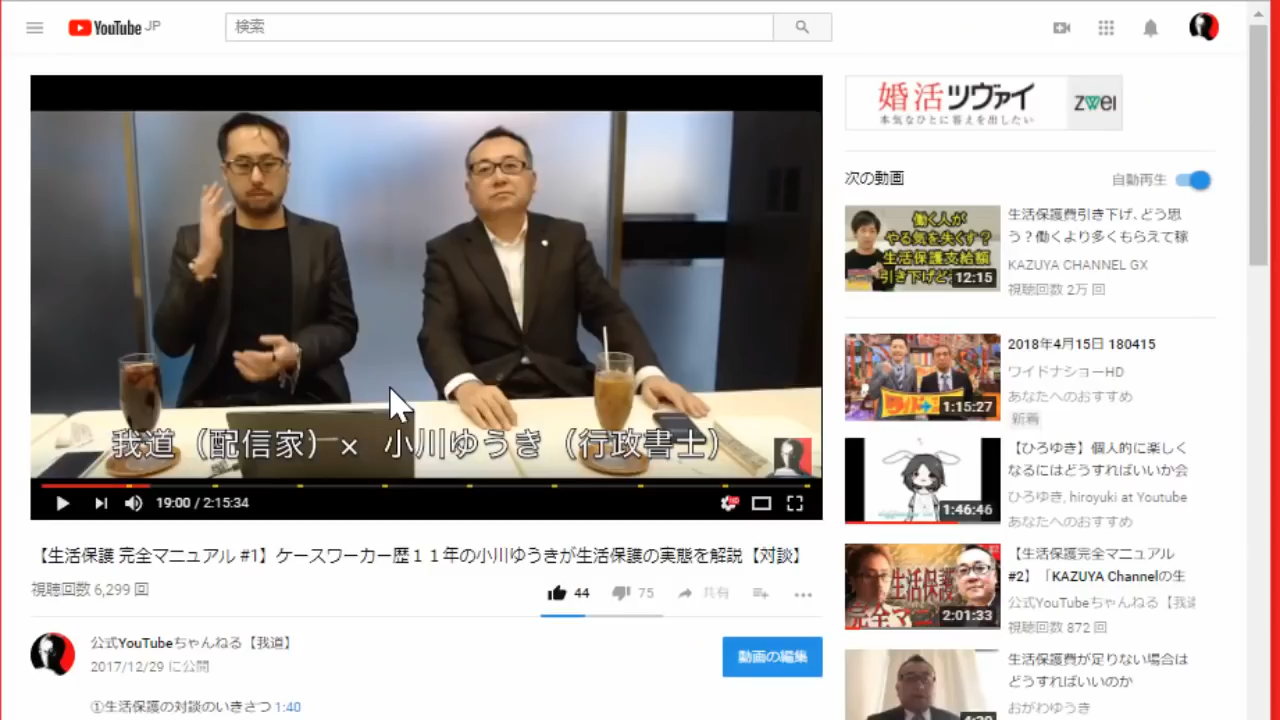 YouTube JP
検索
我道（配信家）× 小川ゆうき（行政書士）
19:00 / 2:15:34
【生活保護 完全マニュアル #1】ケースワーカー歴１１年の小川ゆうきが生活保護の実態を解説【対談】
視聴回数 6,299 回
44
75
共有
公式YouTubeちゃんねる【我道】
2017/12/29 に公開
動画の編集
①生活保護の対談のいきさつ 1:40
婚活ツヴァイ
本気なひとに答えを出したい
zwei
次の動画
自動再生
働く人が
やる気を失くす？
生活保護支給額
引き下げど
12:15
生活保護費引き下げ、どう思
う？働くより多くもらえて稼
KAZUYA CHANNEL GX
視聴回数 2万 回
1:15:27
2018年4月15日 180415
ワイドナショーHD
あなたへのおすすめ
新着
1:46:46
【ひろゆき】個人的に楽しく
なるにはどうすればいいか会
ひろゆき, hiroyuki at Youtube
あなたへのおすすめ
生活保護
完全マニ
2:01:33
【生活保護完全マニュアル
#2】「KAZUYA Channelの生
公式YouTubeちゃんねる【我道
視聴回数 872 回
生活保護費が足りない場合は
どうすればいいのか
おがわゆうき